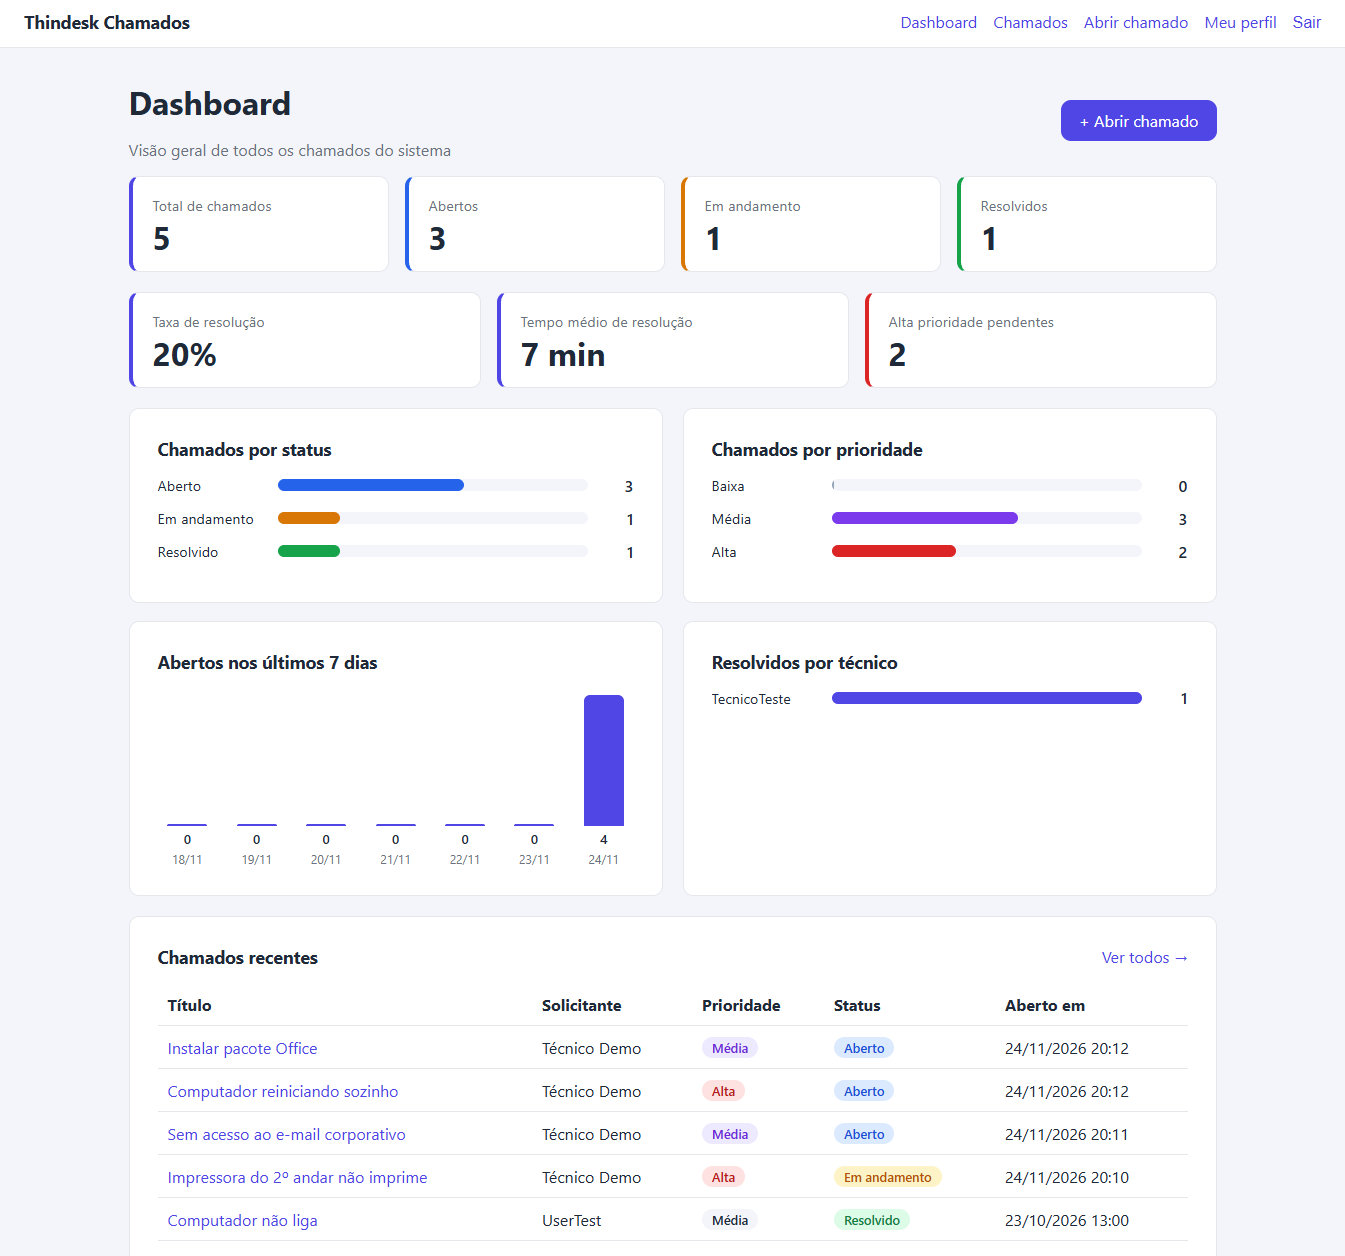 Thindesk Chamados
Dashboard Chamados Abrir chamado Meu perfil Sair
Dashboard
+ Abrir chamado
Visão geral de todos os chamados do sistema
Total de chamados
5
Abertos
3
Em andamento
1
Resolvidos
1
Taxa de resolução
20%
Tempo médio de resolução
7 min
Alta prioridade pendentes
2
Chamados por status
Aberto 3
Em andamento 1
Resolvido 1
Chamados por prioridade
Baixa 0
Média 3
Alta 2
Abertos nos últimos 7 dias
0 0 0 0 0 0 4
18/11 19/11 20/11 21/11 22/11 23/11 24/11
Resolvidos por técnico
TecnicoTeste 1
Chamados recentes
Ver todos →
Título Solicitante Prioridade Status Aberto em
Instalar pacote Office Técnico Demo Média Aberto 24/11/2026 20:12
Computador reiniciando sozinho Técnico Demo Alta Aberto 24/11/2026 20:12
Sem acesso ao e-mail corporativo Técnico Demo Média Aberto 24/11/2026 20:11
Impressora do 2º andar não imprime Técnico Demo Alta Em andamento 24/11/2026 20:10
Computador não liga UserTest Média Resolvido 23/10/2026 13:00